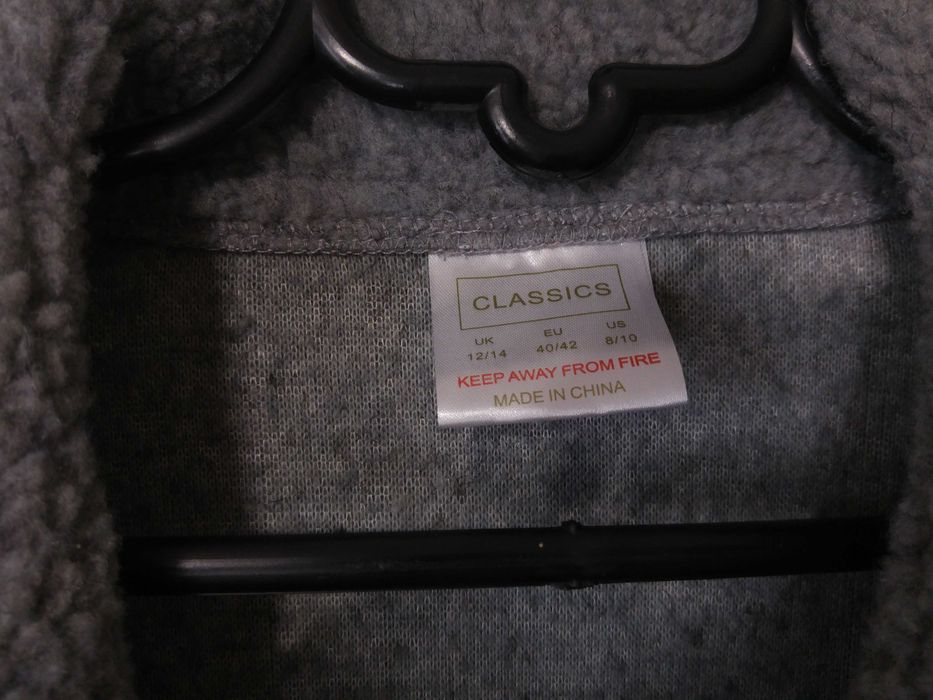 CLASSICS
UK EU US
12/14 40/42 8/10
KEEP AWAY FROM FIRE
MADE IN CHINA